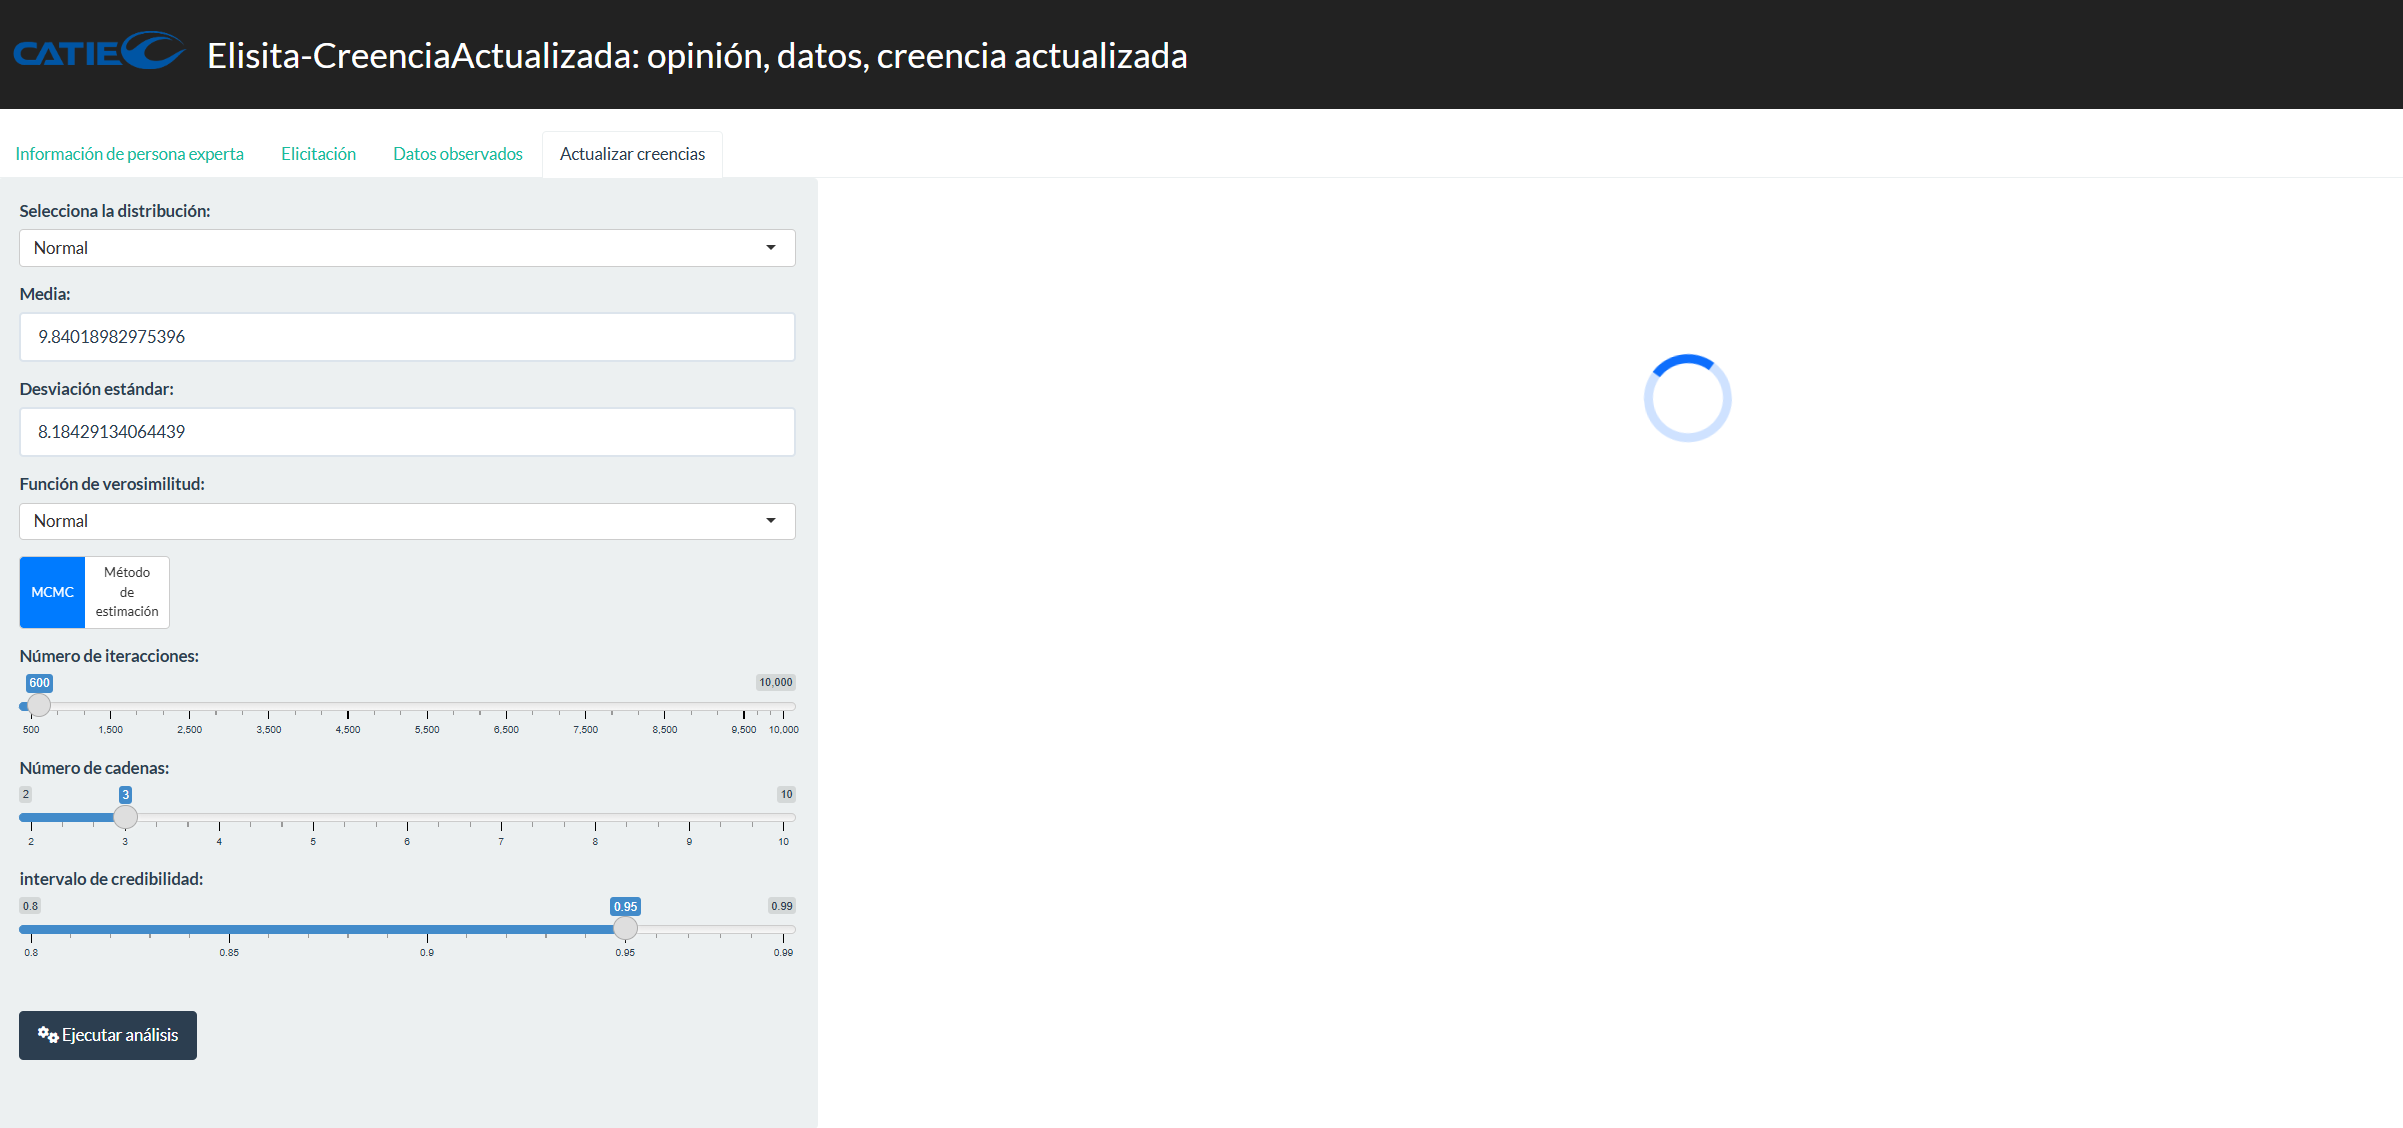 CATIE
Elisita-CreenciaActualizada: opinión, datos, creencia actualizada
Información de persona experta Elicitación Datos observados Actualizar creencias
Selecciona la distribución:
Normal
Media:
9.84018982975396
Desviación estándar:
8.18429134064439
Función de verosimilitud:
Normal
MCMC
Método
de
estimación
Número de iteracciones:
600 10,000
500 1,500 2,500 3,500 4,500 5,500 6,500 7,500 8,500 9,500 10,000
Número de cadenas:
2 3 10
2 3 4 5 6 7 8 9 10
intervalo de credibilidad:
0.8 0.95 0.99
0.8 0.85 0.9 0.95 0.99
Ejecutar análisis